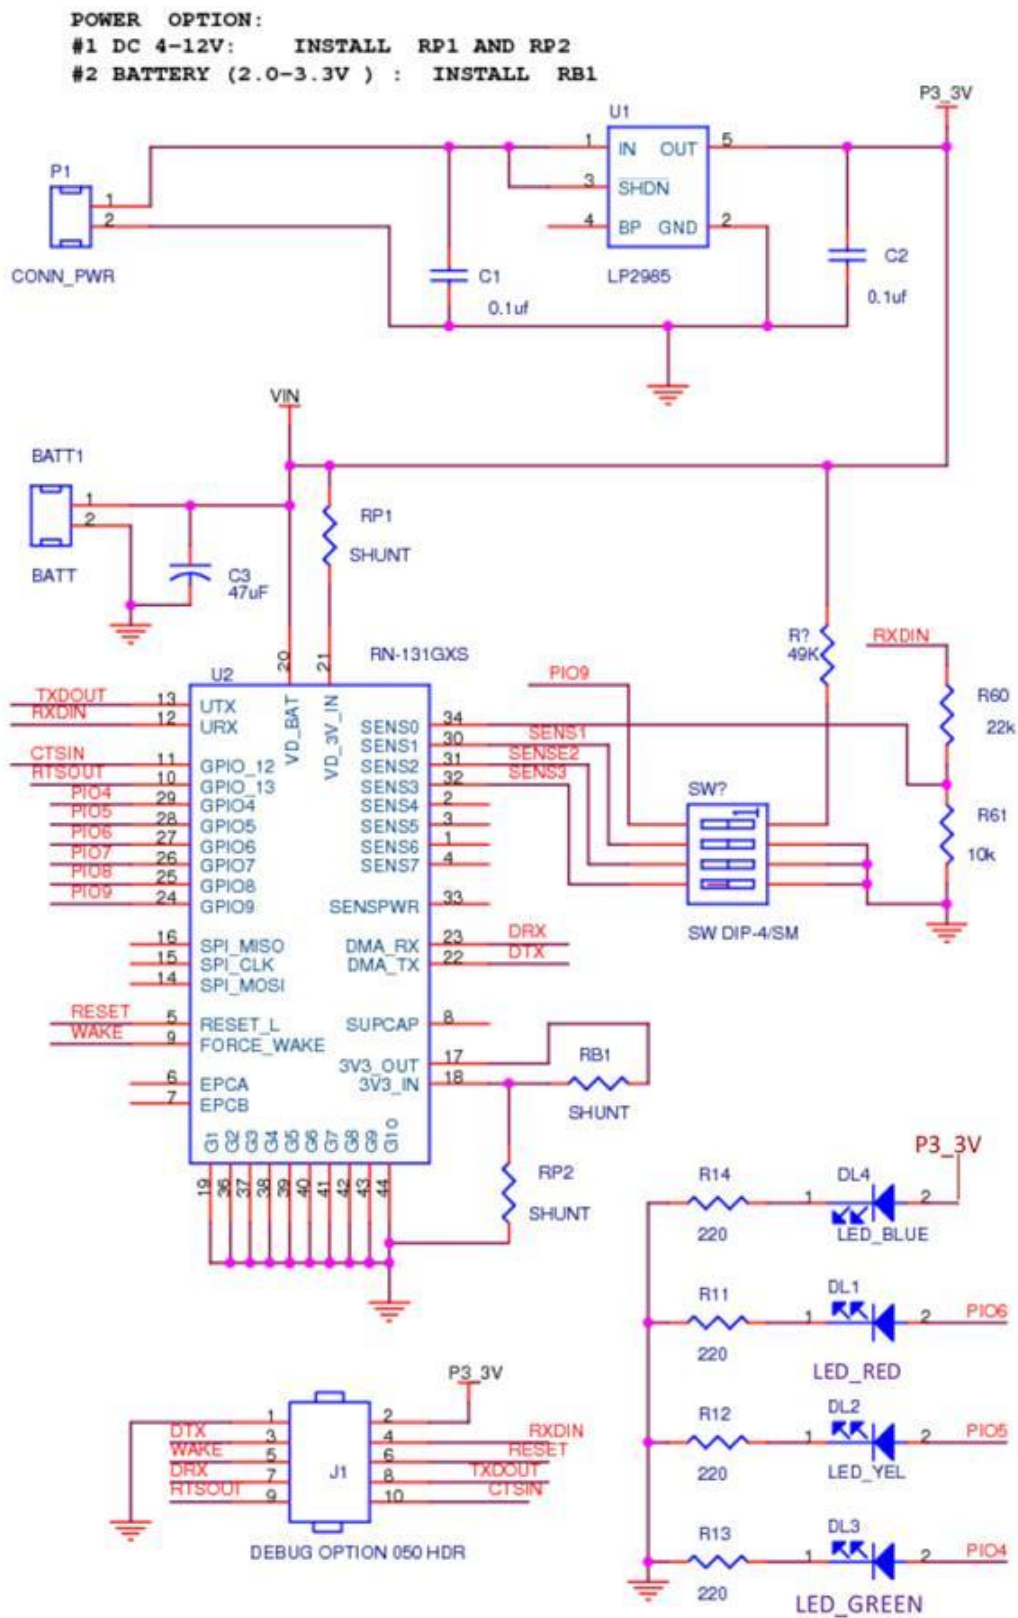 POWER OPTION:
#1 DC 4-12V: INSTALL RP1 AND RP2
#2 BATTERY (2.0-3.3V ) : INSTALL RB1
P3_3V
U1
1 IN OUT 5
3 SHDN
4 BP GND 2
LP2985
P1
1
2
CONN_PWR
C1
0.1uf
C2
0.1uf
VIN
BATT1
1
2
BATT
C3
47uF
RP1
SHUNT
R?
49K
RXDIN
R60
22k
R61
10k
RN-131GXS
U2
20
21
VD_BAT
VD_3V_IN
TXDOUT 13 UTX
RXDIN 12 URX
CTSIN 11 GPIO_12
RTSOUT 10 GPIO_13
PIO4 29 GPIO4
PIO5 28 GPIO5
PIO6 27 GPIO6
PIO7 26 GPIO7
PIO8 25 GPIO8
PIO9 24 GPIO9
16 SPI_MISO
15 SPI_CLK
14 SPI_MOSI
RESET 5 RESET_L
WAKE 9 FORCE_WAKE
6 EPCA
7 EPCB
PIO9
SENS0 34
SENS1 30 SENS1
SENS2 31 SENSE2
SENS3 32 SENS3
SENS4 2
SENS5 3
SENS6 1
SENS7 4
SENSPWR 33
DMA_RX 23 DRX
DMA_TX 22 DTX
SUPCAP 8
3V3_OUT 17
3V3_IN 18
SW?
1
SW DIP-4/SM
RB1
SHUNT
G1 G2 G3 G4 G5 G6 G7 G8 G9 G10
19 36 37 38 39 40 41 42 43 44
RP2
SHUNT
P3_3V
R14
220
1 DL4 2
LED_BLUE
R11
220
1 DL1 2 PIO6
LED_RED
R12
220
1 DL2 2 PIO5
LED_YEL
R13
220
1 DL3 2 PIO4
LED_GREEN
P3_3V
1 2
DTX 3 4 RXDIN
WAKE 5 6 RESET
DRX 7 J1 8 TXDOUT
RTSOUT 9 10 CTSIN
DEBUG OPTION 050 HDR